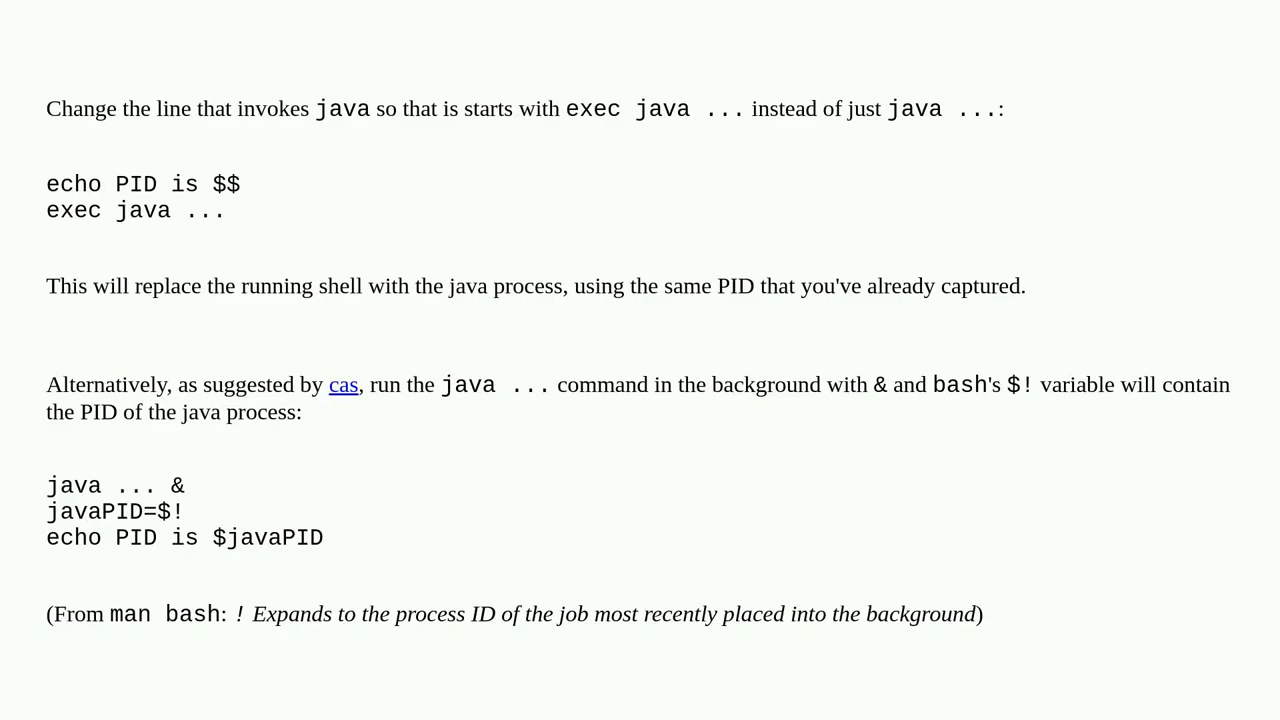 Change the line that invokes java so that is starts with exec java ... instead of just java ...:
echo PID is $$
exec java ...
This will replace the running shell with the java process, using the same PID that you've already captured.
Alternatively, as suggested by cas, run the java ... command in the background with & and bash's $! variable will contain
the PID of the java process:
java ... &
javaPID=$!
echo PID is $javaPID
(From man bash: ! Expands to the process ID of the job most recently placed into the background)